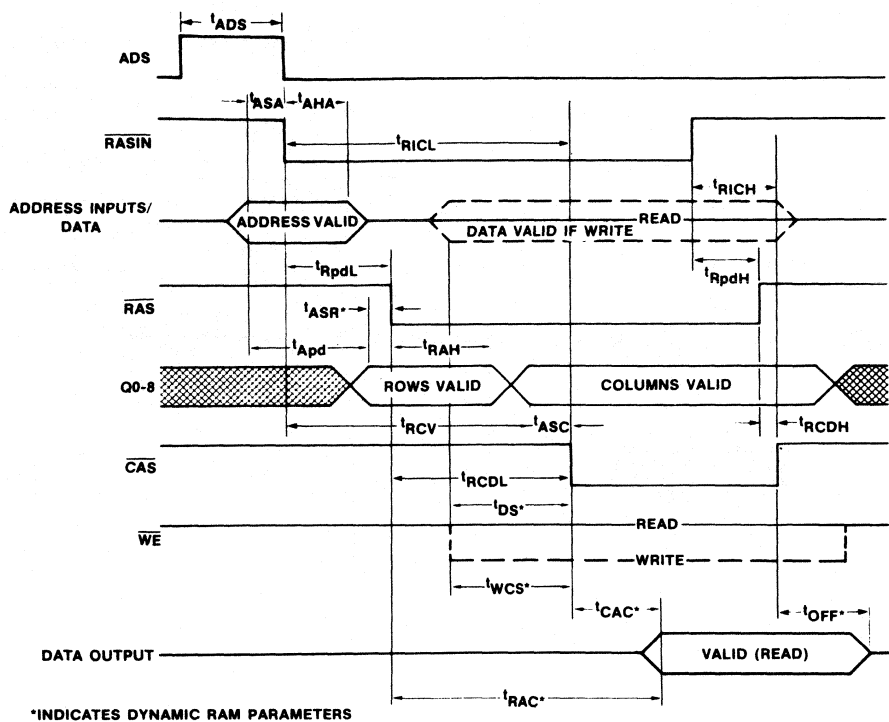 tADS
ADS
tASA tAHA
RASIN
tRICL
tRICH
ADDRESS INPUTS/
DATA
ADDRESS VALID
READ
DATA VALID IF WRITE
tRpdL
tRpdH
RAS
tASR*
tApd
tRAH
Q0-8
ROWS VALID
COLUMNS VALID
tRCV
tASC
tRCDH
CAS
tRCDL
tDS*
WE
READ
WRITE
tWCS*
tCAC*
tOFF*
DATA OUTPUT
VALID (READ)
tRAC*
*INDICATES DYNAMIC RAM PARAMETERS